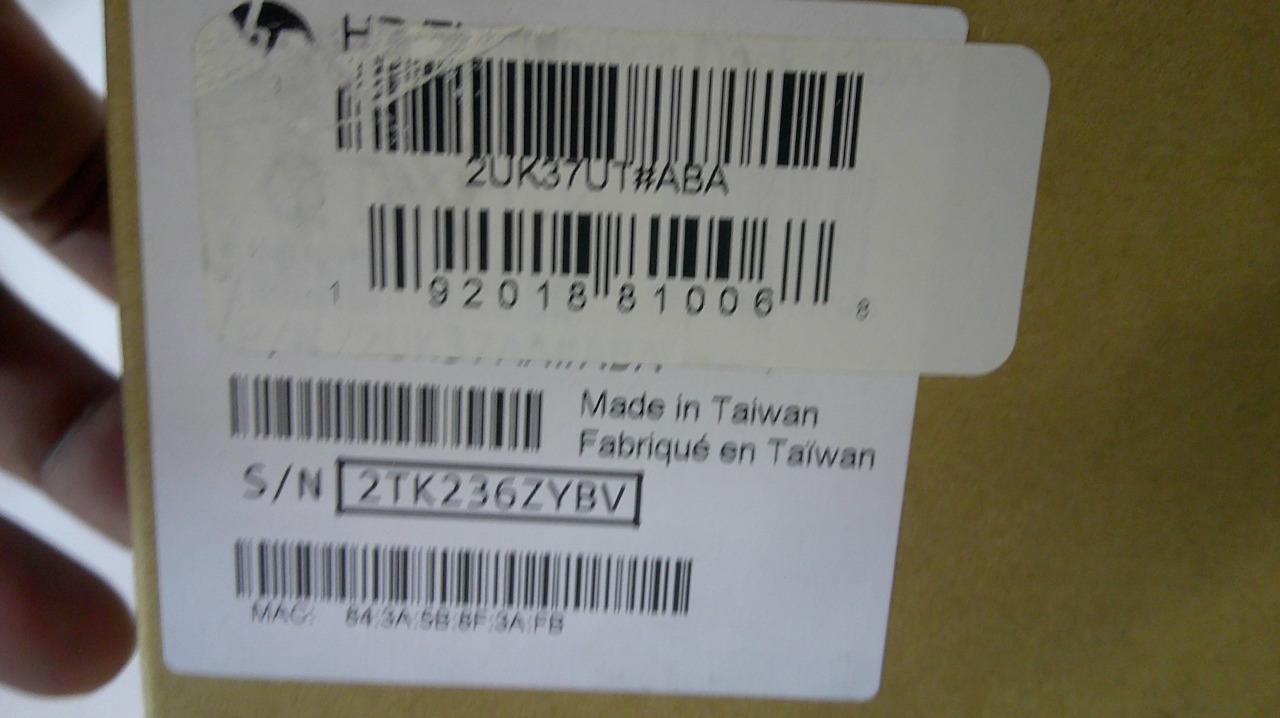 2UK37UT#ABA
1 92018 81006 8
Made in Taiwan
Fabriqué en Taïwan
S/N 2TK236ZYBV
MAC: 84:3A:5B:8F:3A:FB